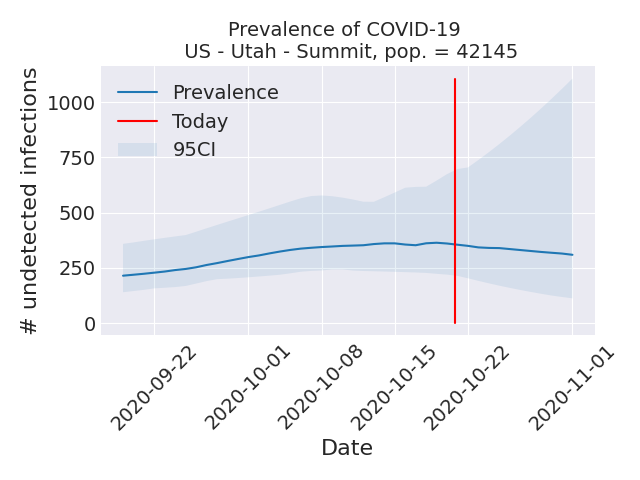 Prevalence of COVID-19
US - Utah - Summit, pop. = 42145
# undetected infections
1000
750
500
250
0
Prevalence
Today
95CI
2020-09-22
2020-10-01
2020-10-08
2020-10-15
2020-10-22
2020-11-01
Date